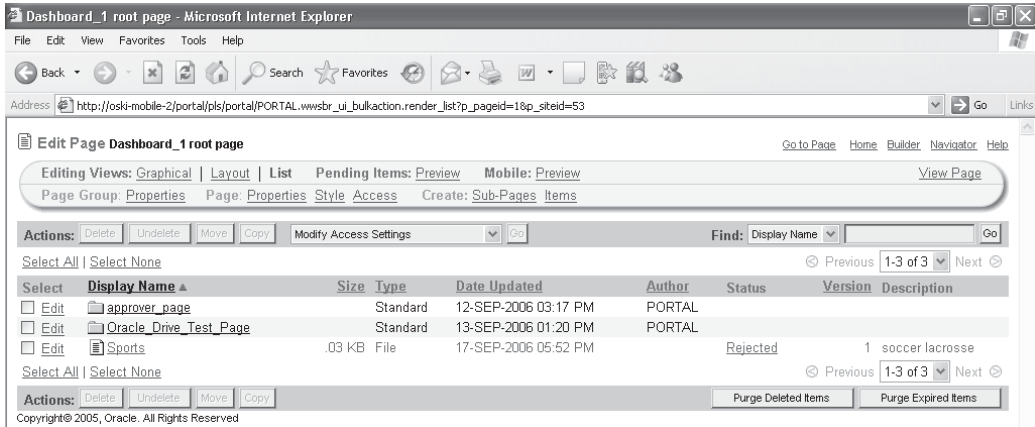 Dashboard_1 root page - Microsoft Internet Explorer
File Edit View Favorites Tools Help
Back Search Favorites
Address http://oski-mobile-2/portal/pls/portal/PORTAL.wwsbr_ui_bulkaction.render_list?p_pageid=1&p_siteid=53 Go Links
Edit Page Dashboard_1 root page Go to Page Home Builder Navigator Help
Editing Views: Graphical | Layout | List Pending Items: Preview Mobile: Preview View Page
Page Group: Properties Page: Properties Style Access Create: Sub-Pages Items
Actions: Delete Undelete Move Copy Modify Access Settings Go Find: Display Name Go
Select All | Select None Previous 1-3 of 3 Next
Select Display Name Size Type Date Updated Author Status Version Description
Edit approver_page Standard 12-SEP-2006 03:17 PM PORTAL
Edit Oracle_Drive_Test_Page Standard 13-SEP-2006 01:20 PM PORTAL
Edit Sports .03 KB File 17-SEP-2006 05:52 PM Rejected 1 soccer lacrosse
Select All | Select None Previous 1-3 of 3 Next
Actions: Delete Undelete Move Copy Purge Deleted Items Purge Expired Items
Copyright© 2005, Oracle. All Rights Reserved